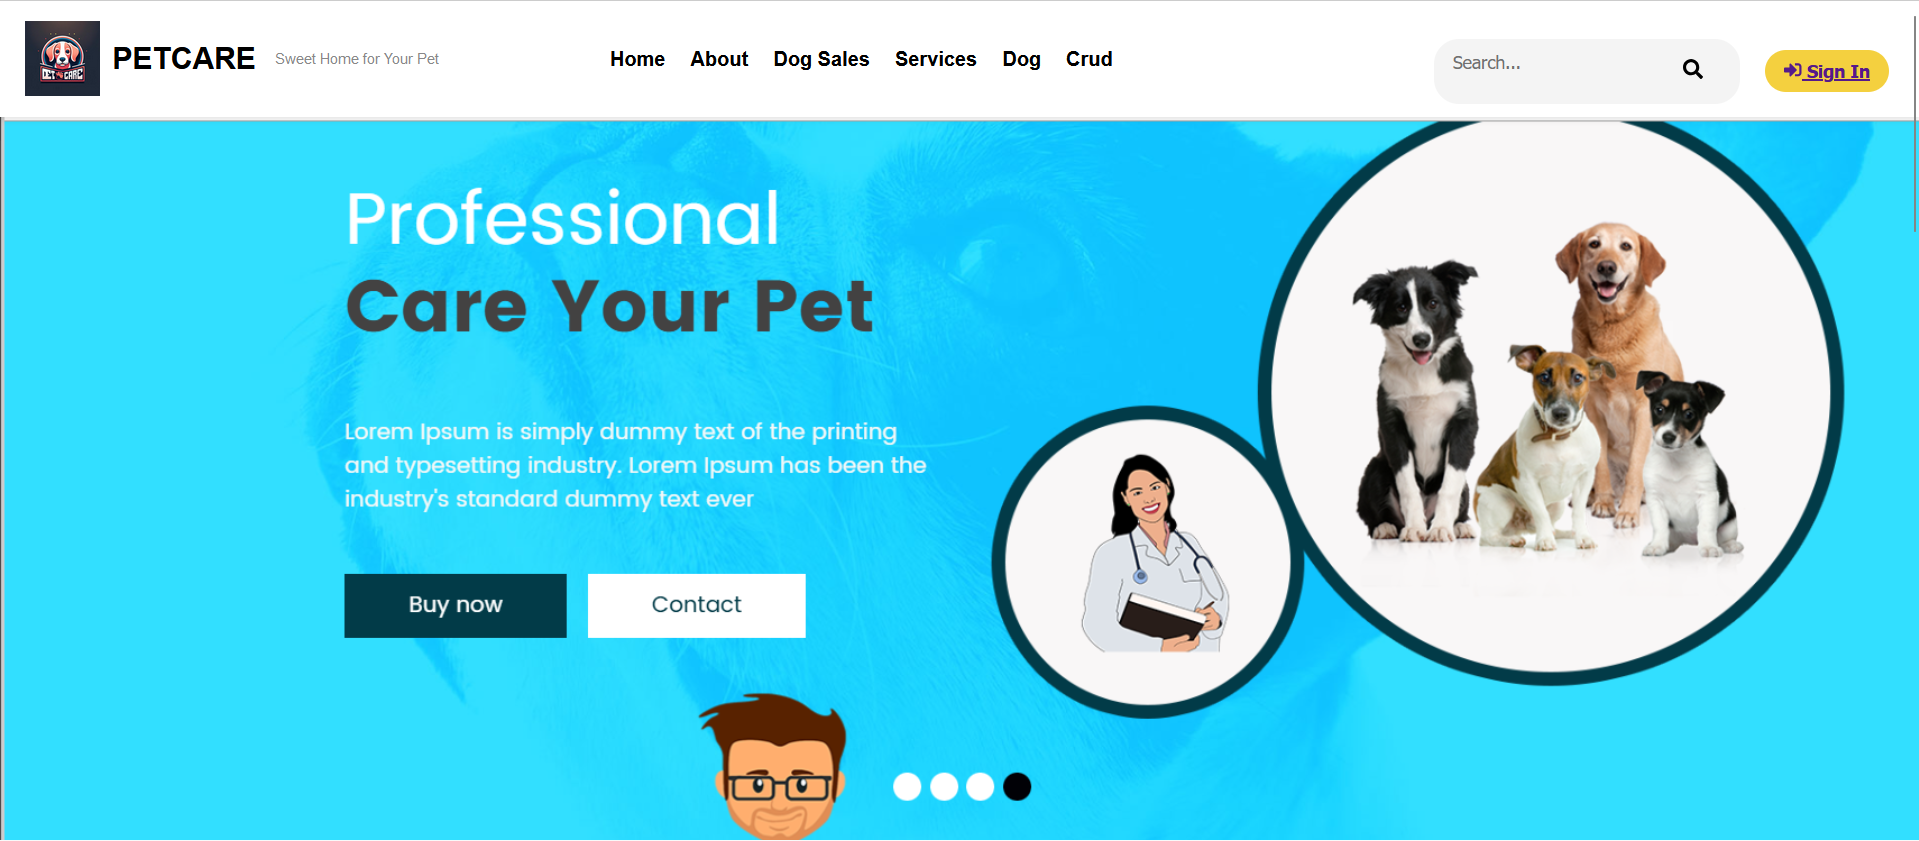 PET CARE
PETCARE
Sweet Home for Your Pet
Home
About
Dog Sales
Services
Dog
Crud
Search...
Sign In
Professional
Care Your Pet
Lorem Ipsum is simply dummy text of the printing
and typesetting industry. Lorem Ipsum has been the
industry's standard dummy text ever
Buy now
Contact